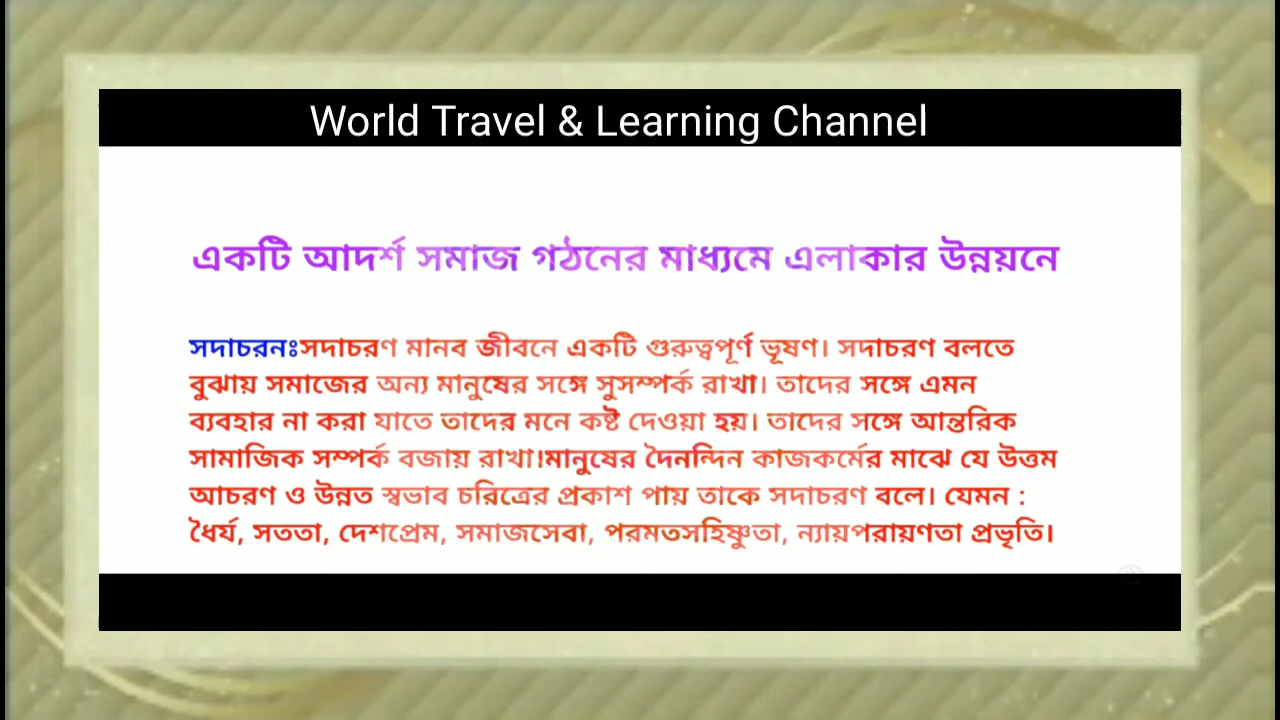 World Travel & Learning Channel
একটি আদর্শ সমাজ গঠনের মাধ্যমে এলাকার উন্নয়নে
সদাচরনঃসদাচরণ মানব জীবনে একটি গুরুত্বপূর্ণ ভূষণ। সদাচরণ বলতে
বুঝায় সমাজের অন্য মানুষের সঙ্গে সুসম্পর্ক রাখা। তাদের সঙ্গে এমন
ব্যবহার না করা যাতে তাদের মনে কষ্ট দেওয়া হয়। তাদের সঙ্গে আন্তরিক
সামাজিক সম্পর্ক বজায় রাখা।মানুষের দৈনন্দিন কাজকর্মের মাঝে যে উত্তম
আচরণ ও উন্নত স্বভাব চরিত্রের প্রকাশ পায় তাকে সদাচরণ বলে। যেমন :
ধৈর্য, সততা, দেশপ্রেম, সমাজসেবা, পরমতসহিষ্ণুতা, ন্যায়পরায়ণতা প্রভৃতি।